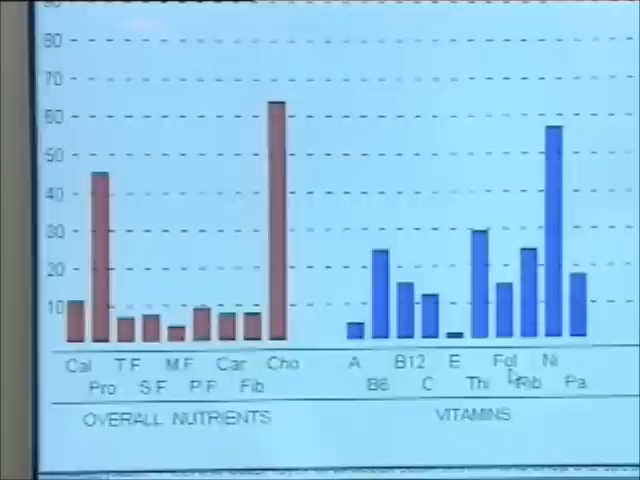 80
70
60
50
40
30
20
10
Cal T.F M.F Car Cho A B12 E Fol Ni
Pro S.F P.F Fib B6 C Thi Rib Pa
OVERALL NUTRIENTS VITAMINS